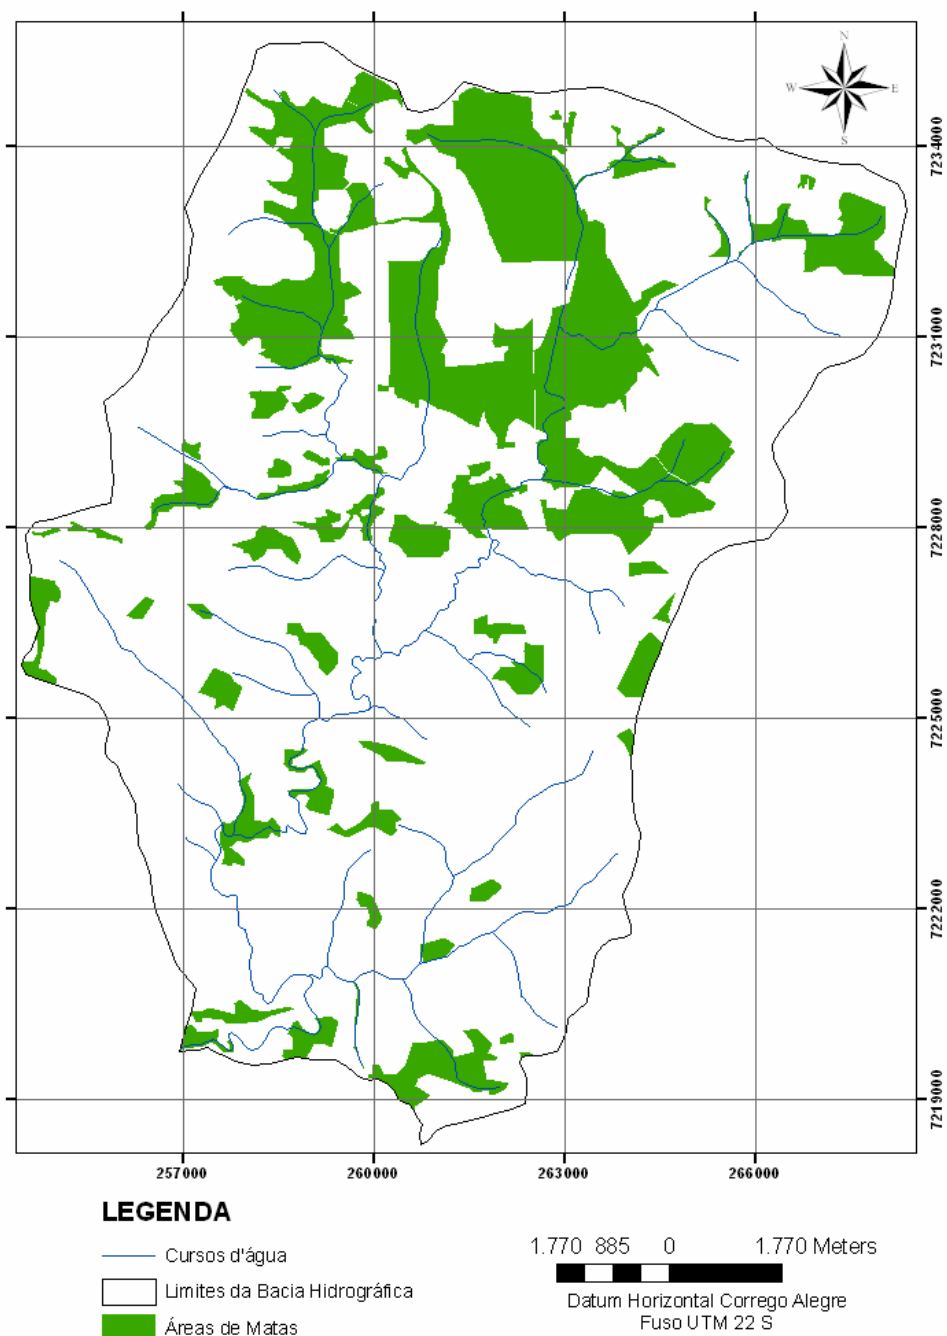 N
W E
S
7234000
7231000
7228000
7225000
7222000
7219000
257000 260000 263000 266000
LEGENDA
Cursos d'água
Limites da Bacia Hidrográfica
Áreas de Matas
1.770 885 0 1.770 Meters
Datum Horizontal Corrego Alegre
Fuso UTM 22 S